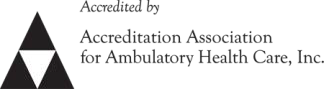 Accredited by
Accreditation Association
for Ambulatory Health Care, Inc.